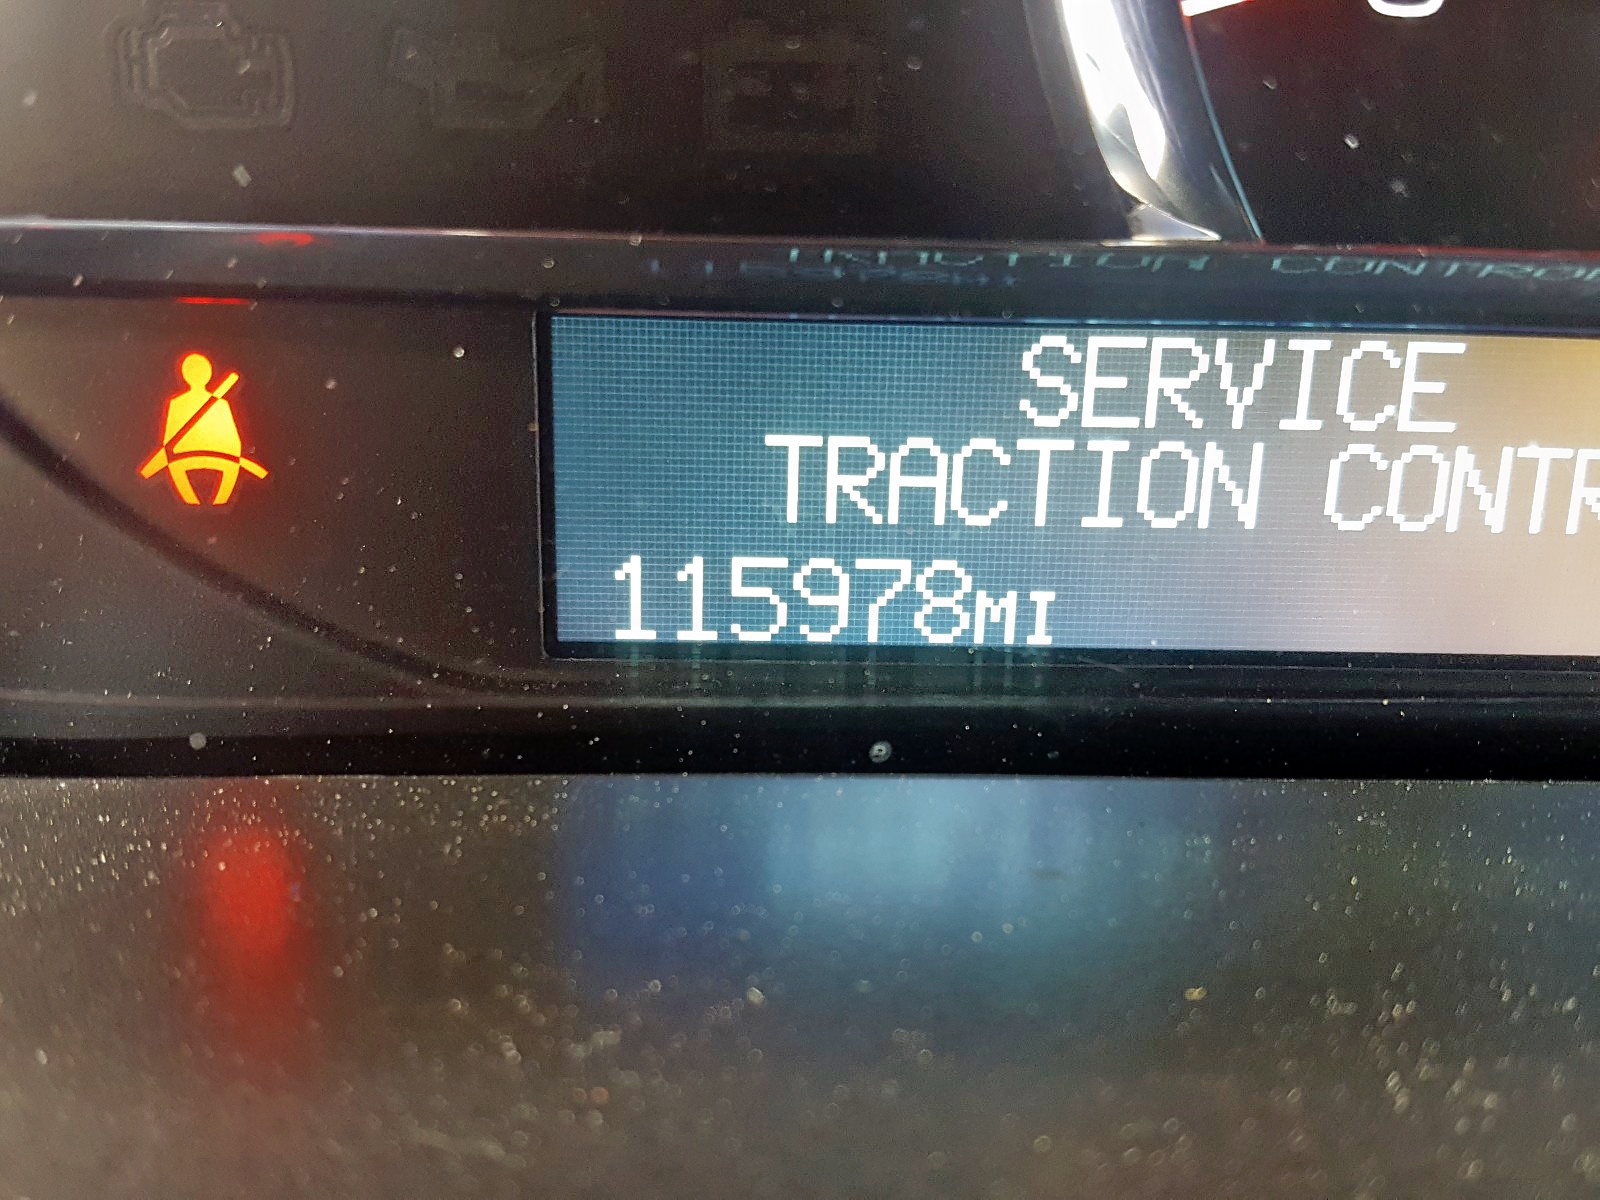 SERVICE
TRACTION CONTR
115978MI